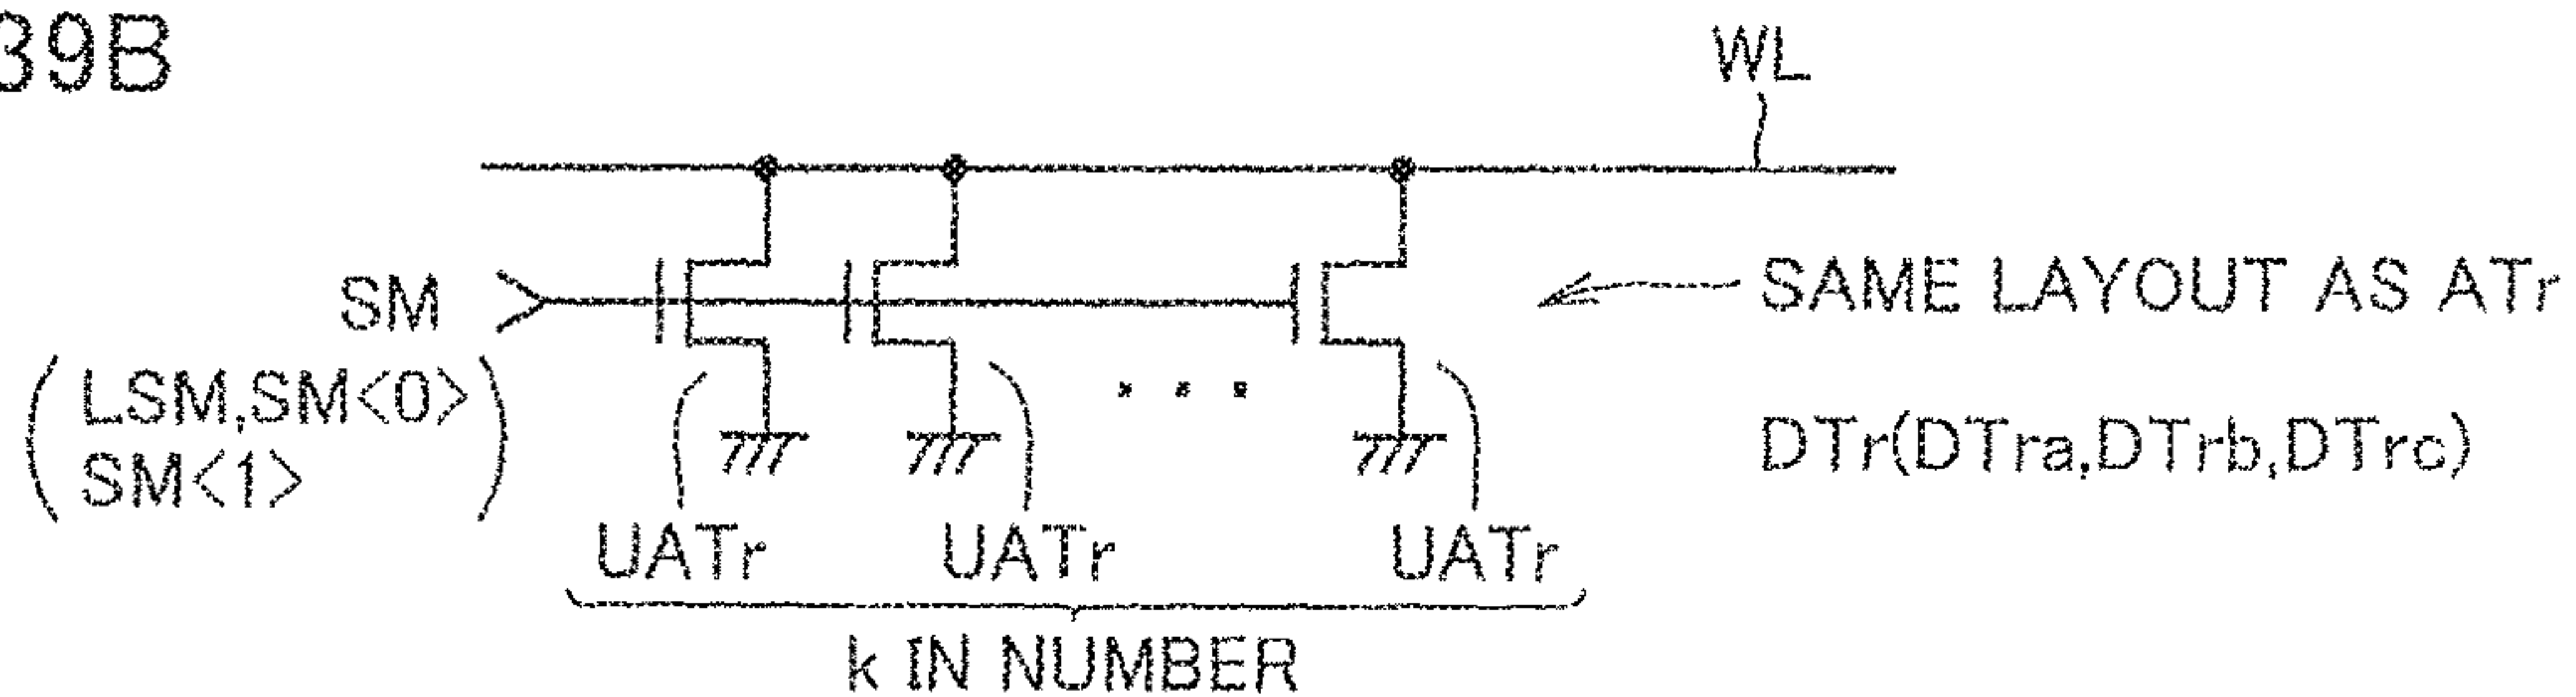 39B
WL
SM
LSM,SM<0>
SM<1>
SAME LAYOUT AS ATr
DTr(DTra,DTrb,DTrc)
UATr UATr UATr
k IN NUMBER